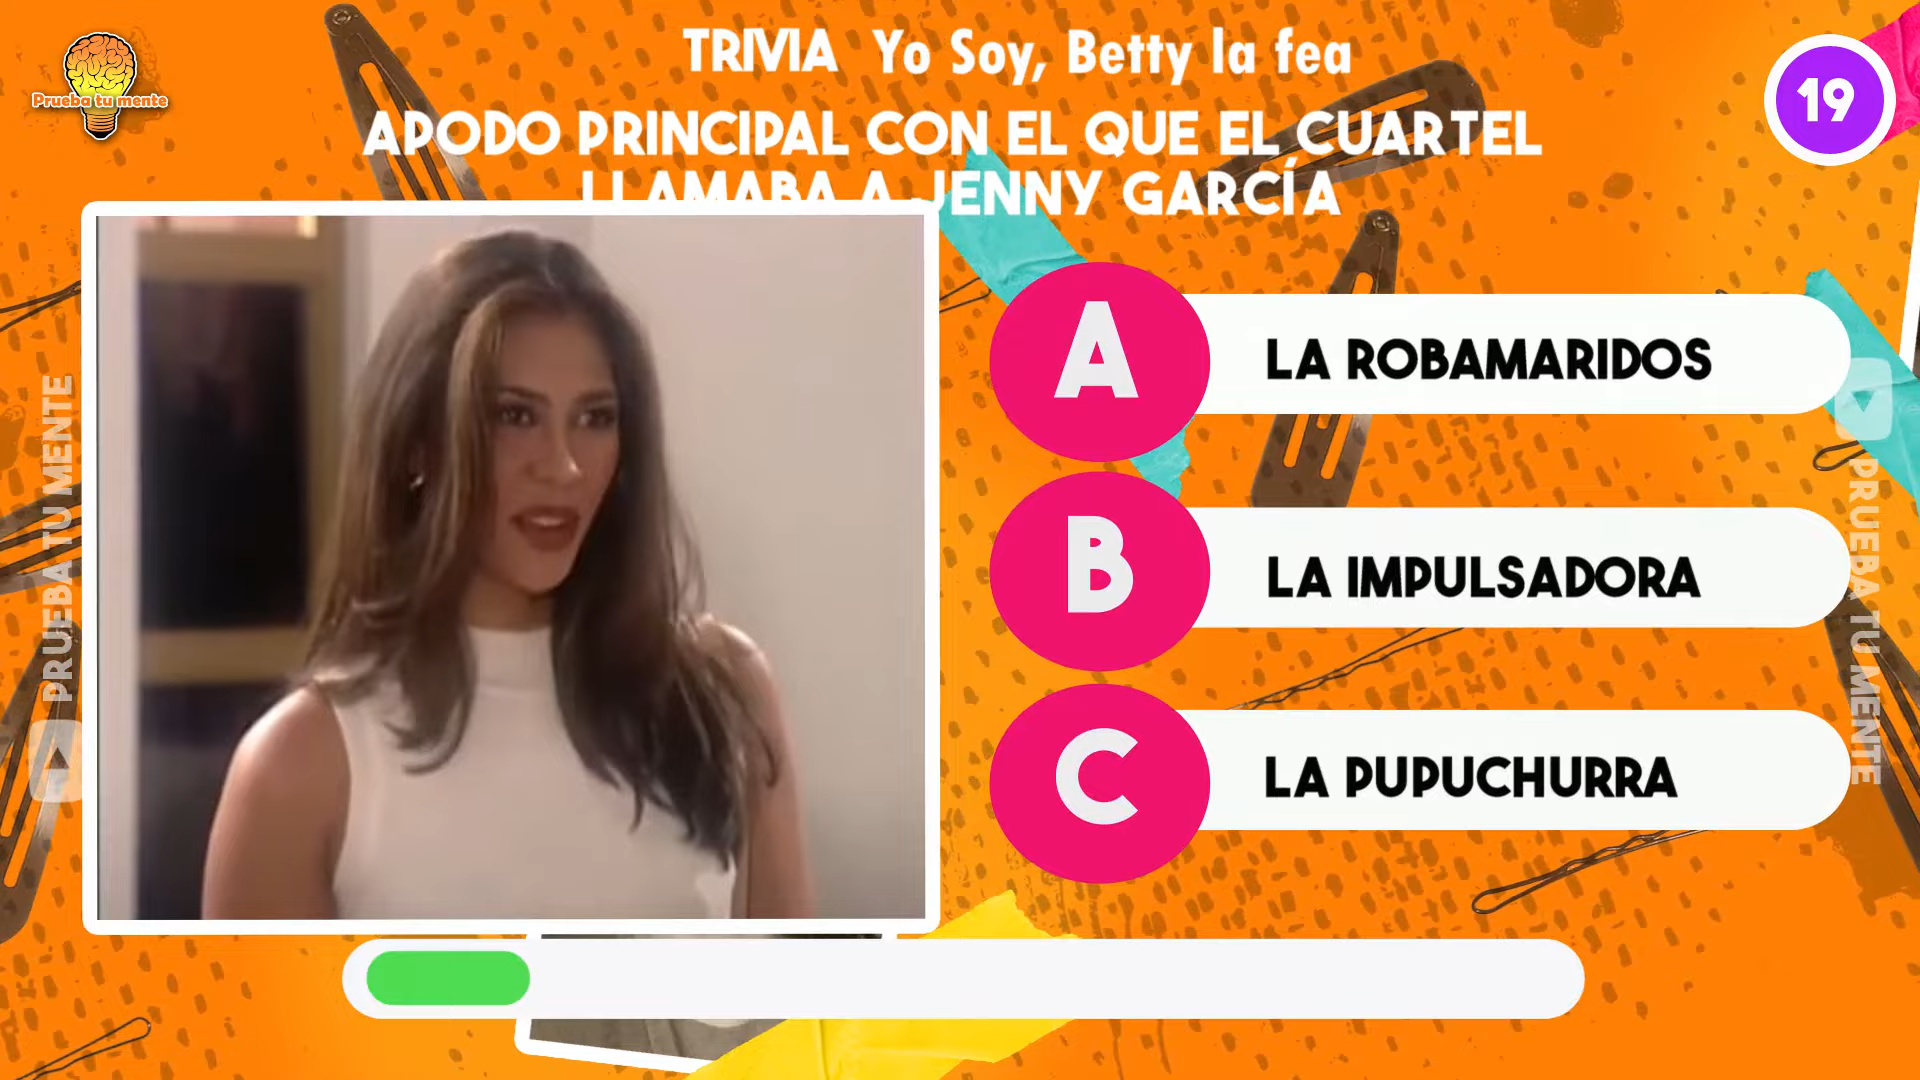 TRIVIA Yo Soy, Betty la fea
19
Prueba tu mente
APODO PRINCIPAL CON EL QUE EL CUARTEL
LLAMABA A JENNY GARCÍA
A
LA ROBAMARIDOS
B
LA IMPULSADORA
C
LA PUPUCHURRA
PRUEBA TU MENTE
PRUEBA TU MENTE